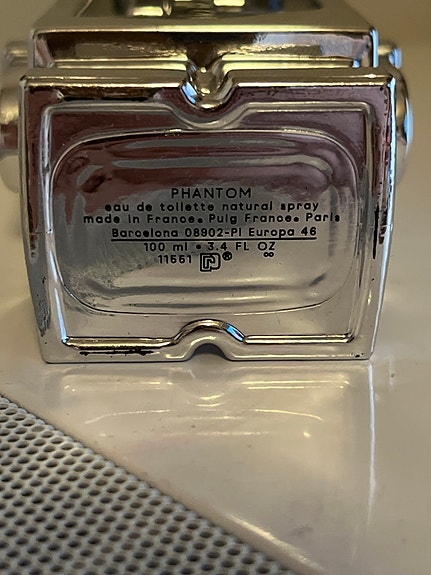 PHANTOM
eau de toilette natural spray
made in France. Puig France. Paris
Barcelona 08902-Pl Europa 46
100 ml • 3.4 FL OZ
11551 ®